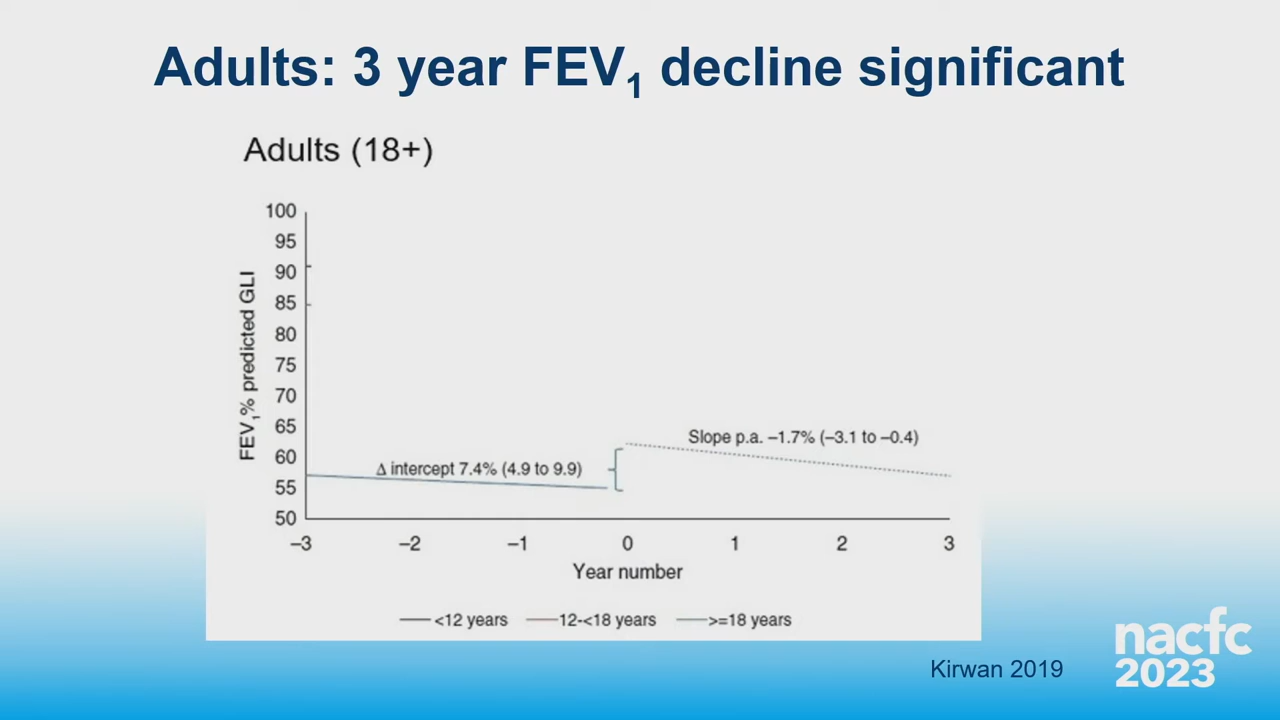 Adults: 3 year FEV1 decline significant
Adults (18+)
FEV1% predicted GLI
100
95
90
85
80
75
70
65
60
55
50
Δ intercept 7.4% (4.9 to 9.9)
Slope p.a. –1.7% (–3.1 to –0.4)
–3
–2
–1
0
1
2
3
Year number
<12 years
12-<18 years
>=18 years
Kirwan 2019
nacfc
2023